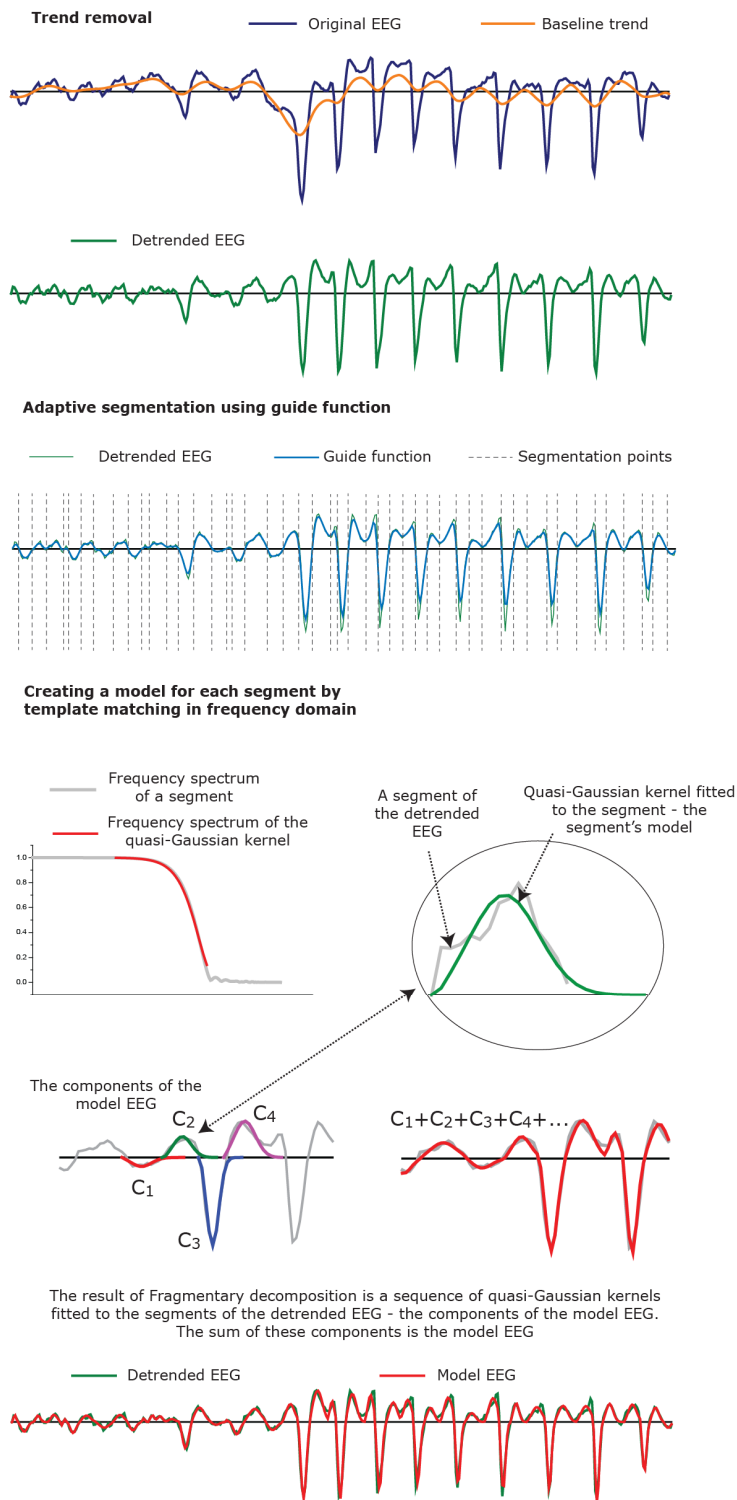 Trend removal
Original EEG
Baseline trend
Detrended EEG
Adaptive segmentation using guide function
Detrended EEG
Guide function
Segmentation points
Creating a model for each segment by
template matching in frequency domain
Frequency spectrum
of a segment
Frequency spectrum of the
quasi-Gaussian kernel
1.0
0.8
0.6
0.4
0.2
0.0
A segment of
the detrended
EEG
Quasi-Gaussian kernel fitted
to the segment - the
segment's model
The components of the
model EEG
C2
C4
C1
C3
C1+C2+C3+C4+...
The result of Fragmentary decomposition is a sequence of quasi-Gaussian kernels
fitted to the segments of the detrended EEG - the components of the model EEG.
The sum of these components is the model EEG
Detrended EEG
Model EEG